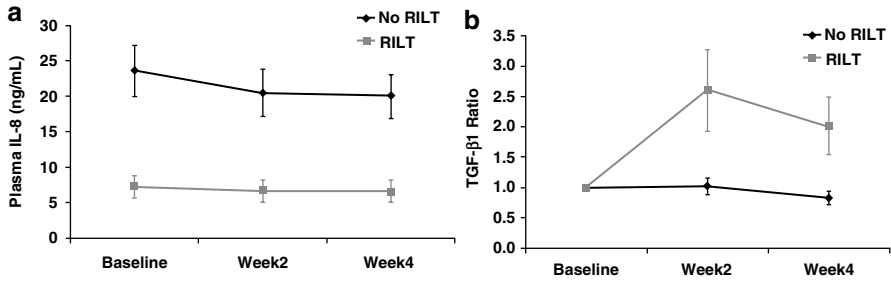 a
No RILT
RILT
Plasma IL-8 (ng/mL)
30
25
20
15
10
5
0
Baseline
Week2
Week4
b
No RILT
RILT
TGF-β1 Ratio
3.5
3.0
2.5
2.0
1.5
1.0
0.5
0.0
Baseline
Week2
Week4